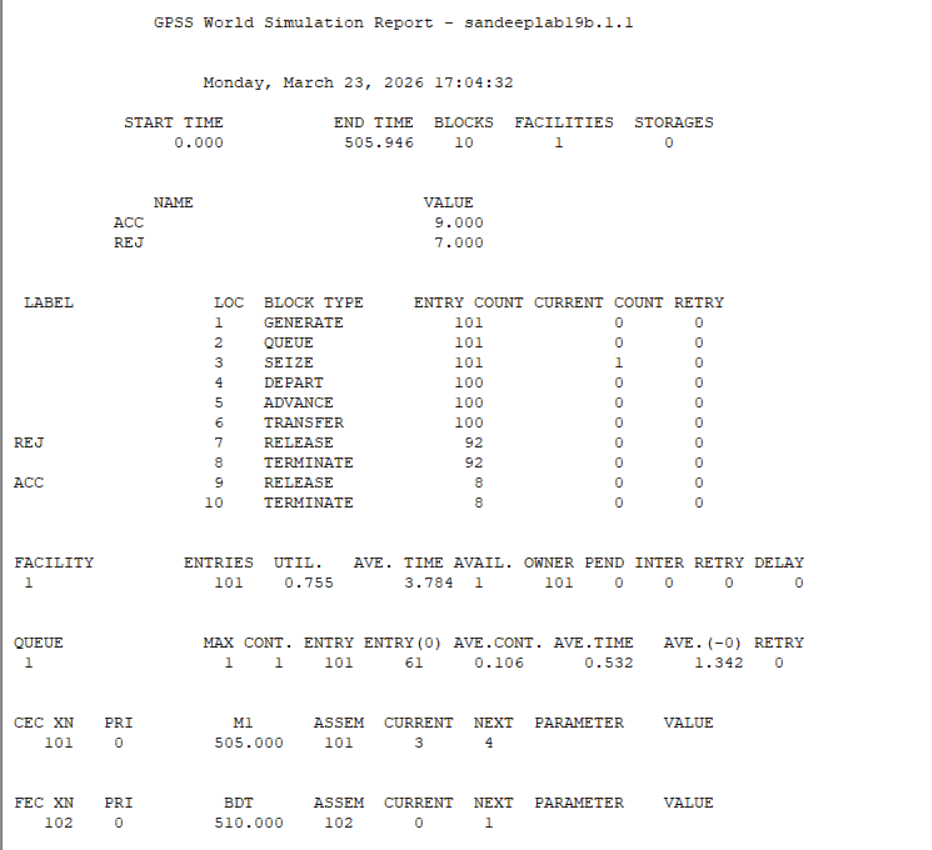 GPSS World Simulation Report - sandeeplab19b.1.1
Monday, March 23, 2026 17:04:32
START TIME END TIME BLOCKS FACILITIES STORAGES
0.000 505.946 10 1 0
NAME VALUE
ACC 9.000
REJ 7.000
LABEL LOC BLOCK TYPE ENTRY COUNT CURRENT COUNT RETRY
1 GENERATE 101 0 0
2 QUEUE 101 0 0
3 SEIZE 101 1 0
4 DEPART 100 0 0
5 ADVANCE 100 0 0
6 TRANSFER 100 0 0
REJ 7 RELEASE 92 0 0
8 TERMINATE 92 0 0
ACC 9 RELEASE 8 0 0
10 TERMINATE 8 0 0
FACILITY ENTRIES UTIL. AVE. TIME AVAIL. OWNER PEND INTER RETRY DELAY
1 101 0.755 3.784 1 101 0 0 0 0
QUEUE MAX CONT. ENTRY ENTRY(0) AVE.CONT. AVE.TIME AVE.(-0) RETRY
1 1 1 101 61 0.106 0.532 1.342 0
CEC XN PRI M1 ASSEM CURRENT NEXT PARAMETER VALUE
101 0 505.000 101 3 4
FEC XN PRI BDT ASSEM CURRENT NEXT PARAMETER VALUE
102 0 510.000 102 0 1